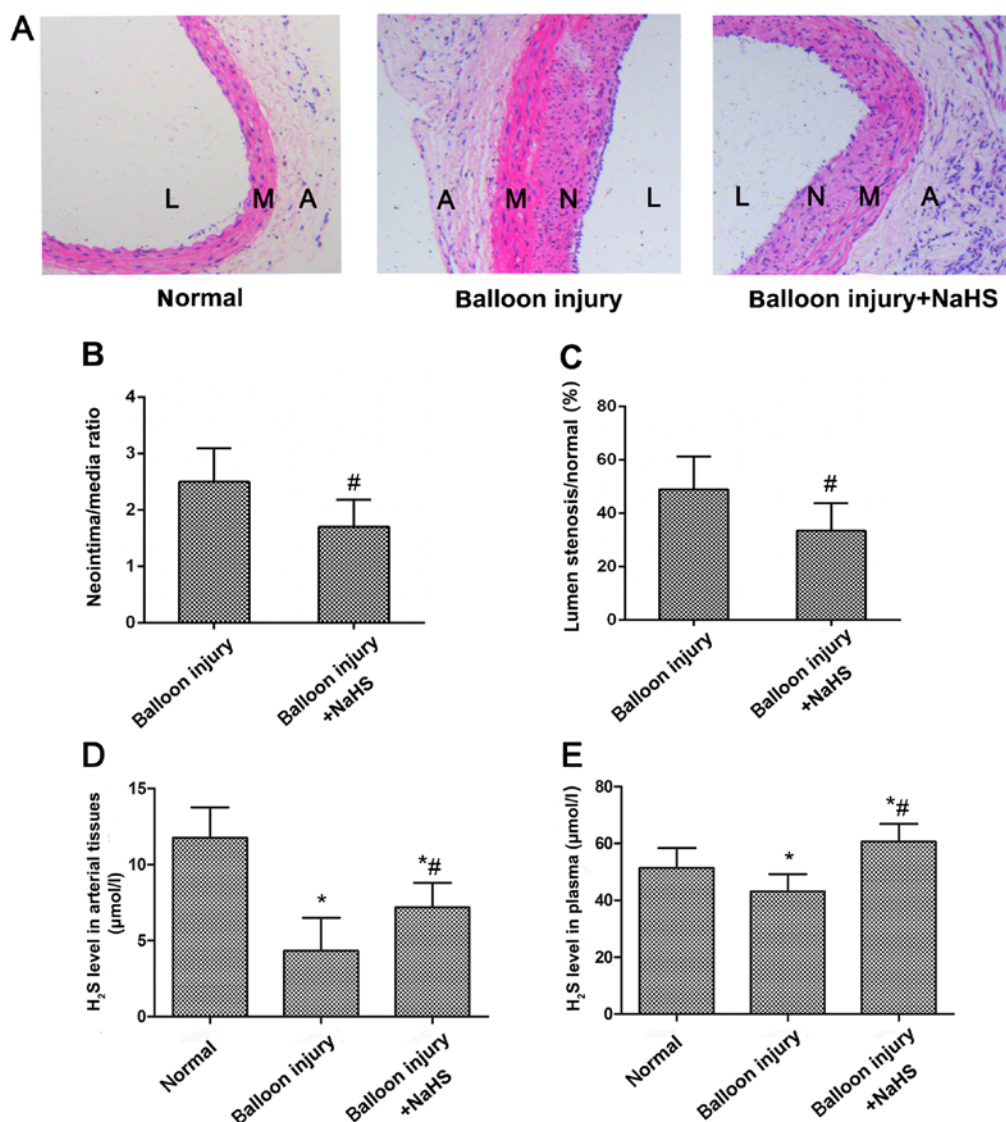 A
L M A
A M N L
L N M A
Normal
Balloon injury
Balloon injury+NaHS
B
Neointima/media ratio
4
3
2
1
0
#
Balloon injury
Balloon injury
+NaHS
C
Lumen stenosis/normal (%)
80
60
40
20
0
#
Balloon injury
Balloon injury
+NaHS
D
H₂S level in arterial tissues
(μmol/l)
15
10
5
0
*
*#
Normal
Balloon injury
Balloon injury
+NaHS
E
H₂S level in plasma (μmol/l)
80
60
40
20
0
*
*#
Normal
Balloon injury
Balloon injury
+NaHS